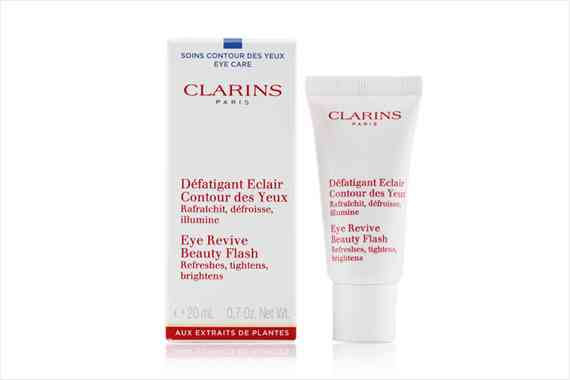 SOINS CONTOUR DES YEUX
EYE CARE
CLARINS
PARIS
Défatigant Eclair
Contour des Yeux
Rafraîchit, défroisse,
illumine
Eye Revive
Beauty Flash
Refreshes, tightens,
brightens
20 mL 0.7 Oz. Net Wt.
AUX EXTRAITS DE PLANTES
CLARINS
PARIS
Défatigant Eclair
Contour des Yeux
Rafraîchit, défroisse,
illumine
Eye Revive
Beauty Flash
Refreshes, tightens,
brightens